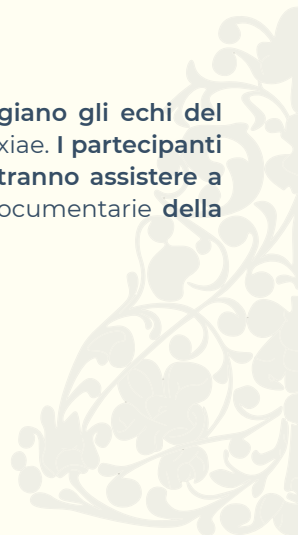 giano gli echi del
xiae. I partecipanti
tranno assistere a
ocumentarie della